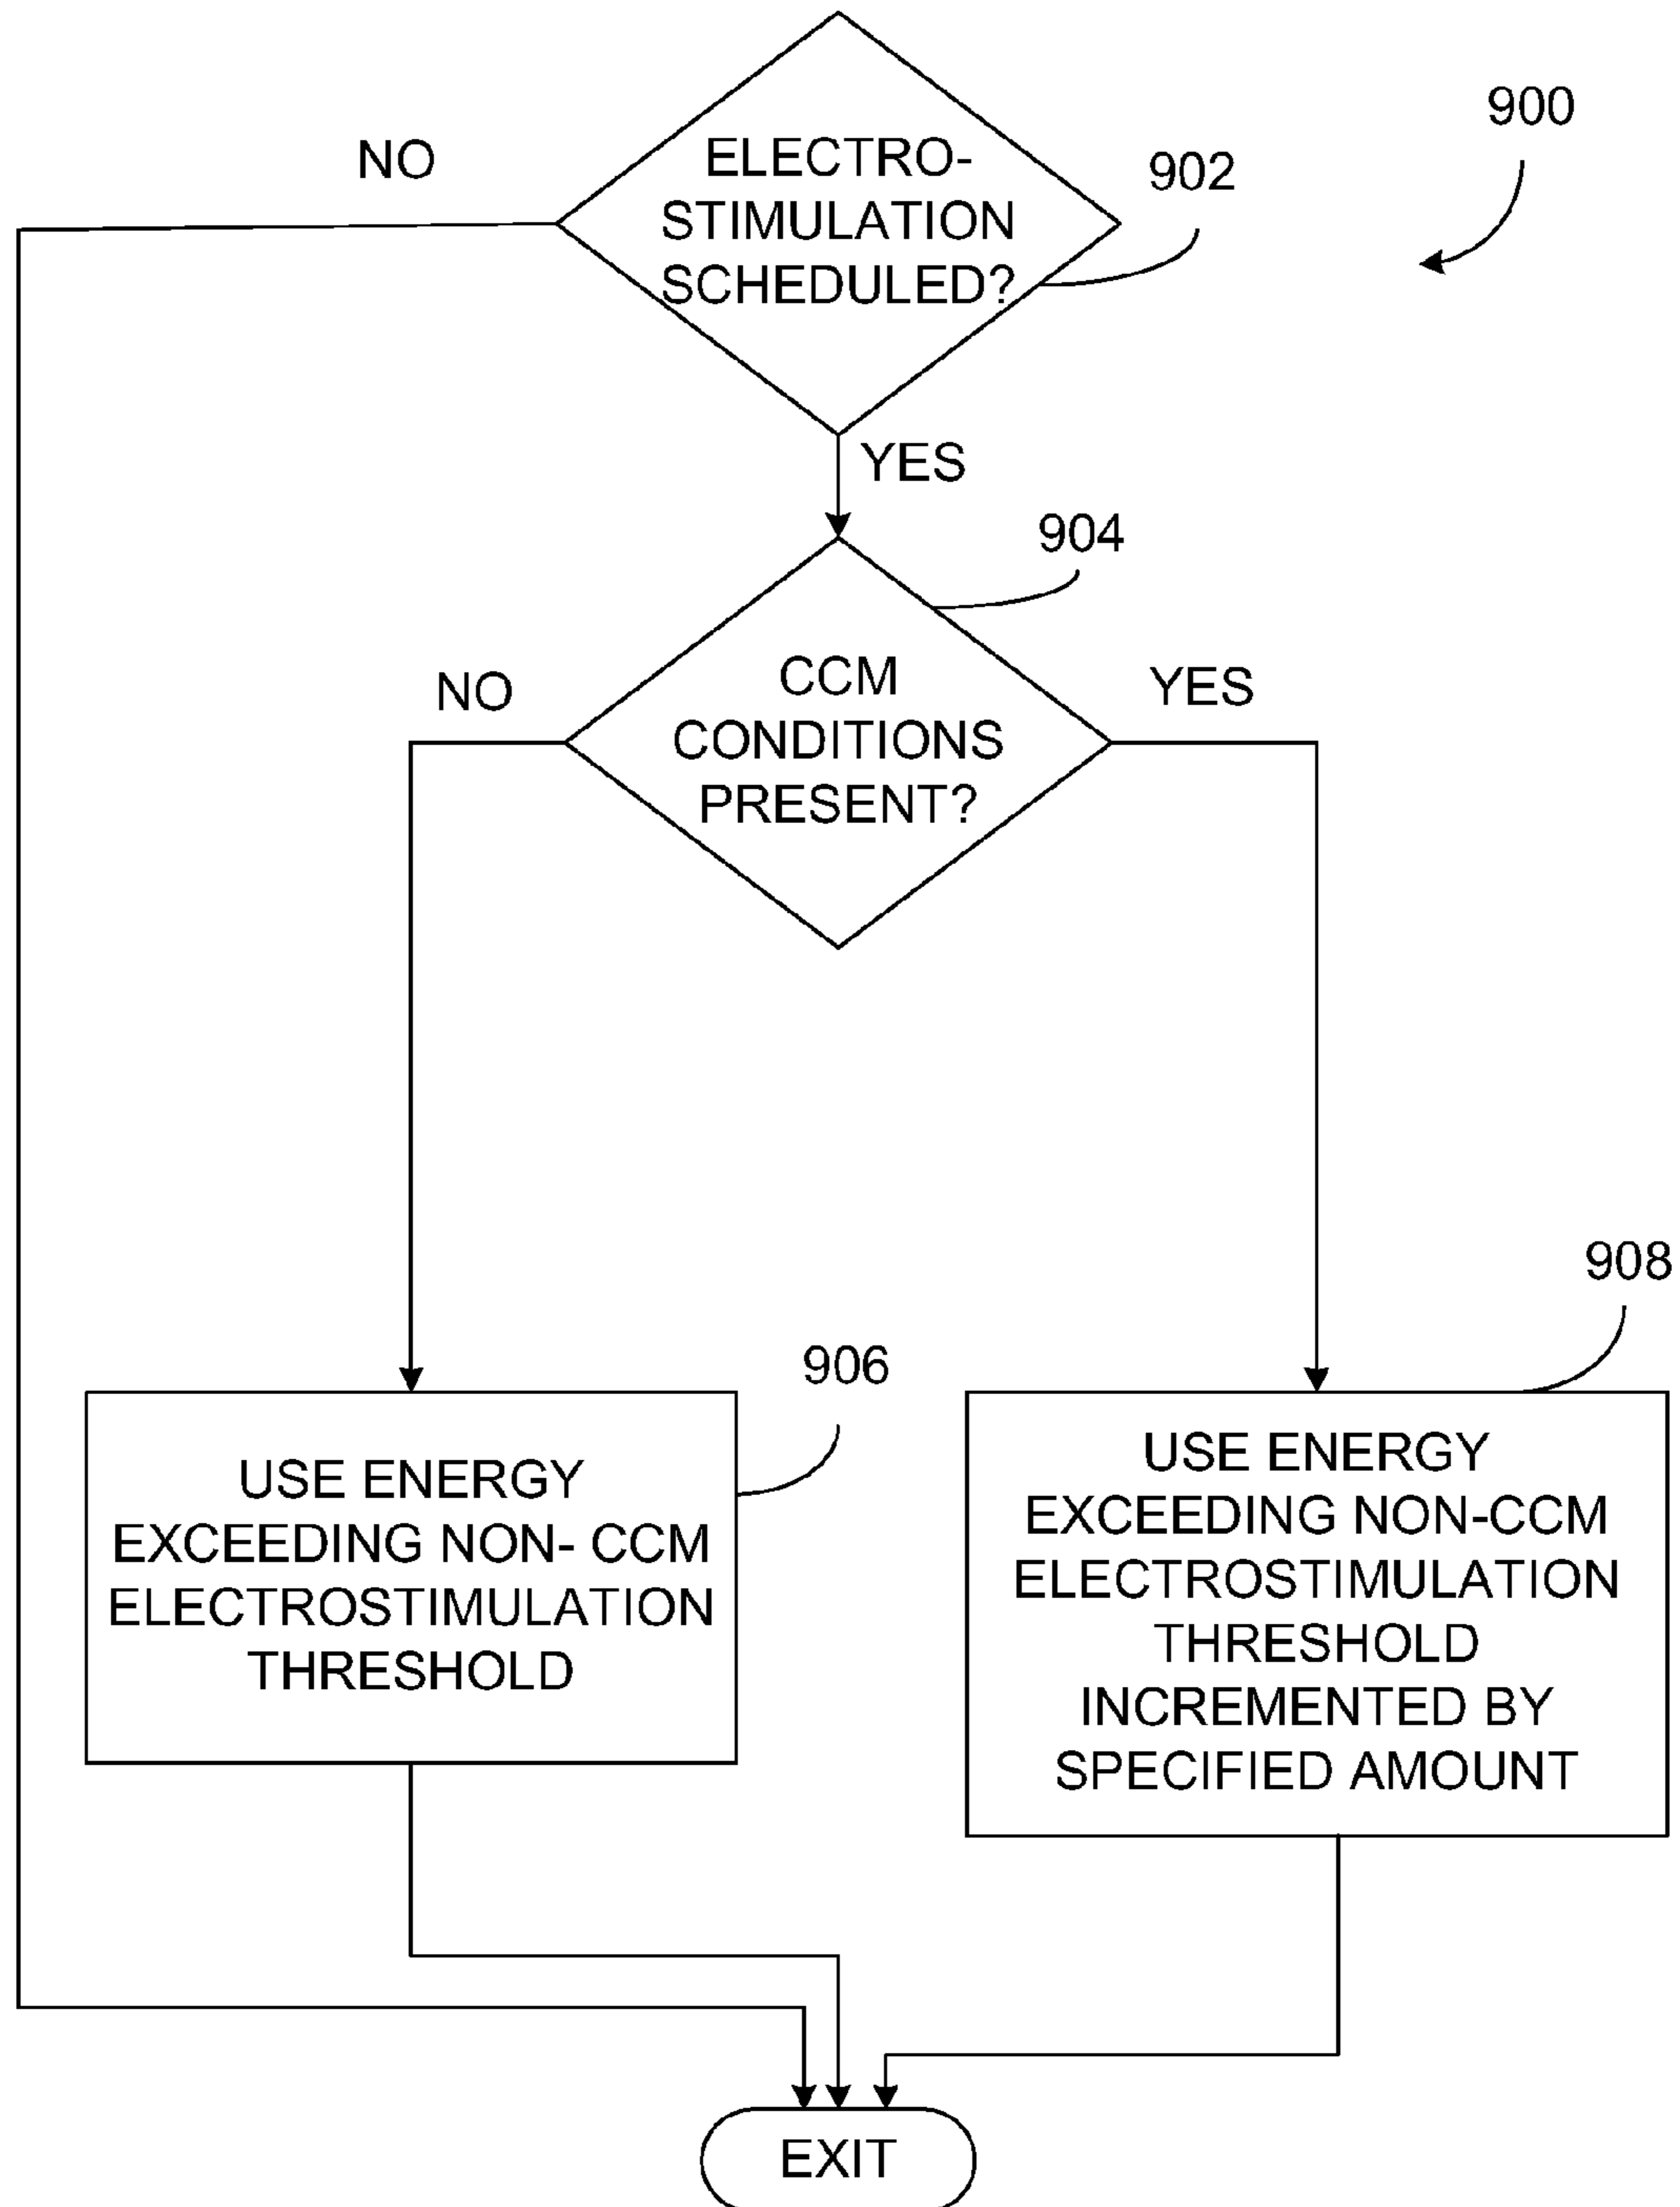 900
NO
ELECTRO-
STIMULATION
SCHEDULED?
902
YES
904
NO
CCM
CONDITIONS
PRESENT?
YES
906
USE ENERGY
EXCEEDING NON- CCM
ELECTROSTIMULATION
THRESHOLD
908
USE ENERGY
EXCEEDING NON-CCM
ELECTROSTIMULATION
THRESHOLD
INCREMENTED BY
SPECIFIED AMOUNT
EXIT